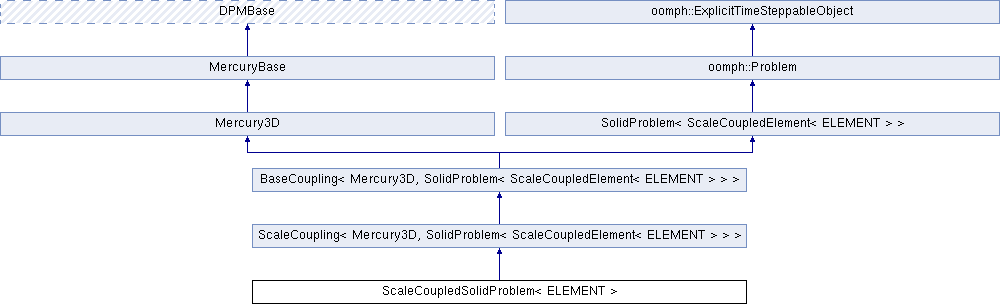 DPMBase
oomph::ExplicitTimeSteppableObject
MercuryBase
oomph::Problem
Mercury3D
SolidProblem< ScaleCoupledElement< ELEMENT > >
BaseCoupling< Mercury3D, SolidProblem< ScaleCoupledElement< ELEMENT > > >
ScaleCoupling< Mercury3D, SolidProblem< ScaleCoupledElement< ELEMENT > > >
ScaleCoupledSolidProblem< ELEMENT >